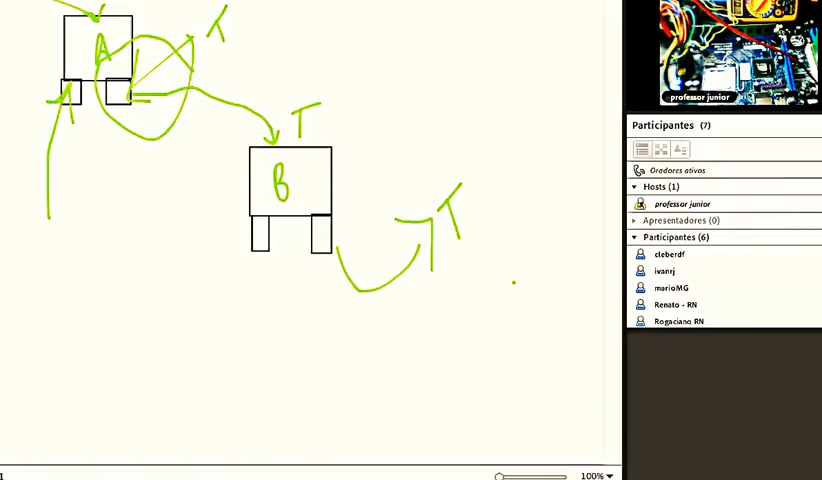 A
T
T
B
T
professor junior
Participantes (7)
Oradores ativos
Hosts (1)
professor junior
Apresentadores (0)
Participantes (6)
cleberdf
ivanrj
marioMG
Renato - RN
Rogaciano RN
1
100%